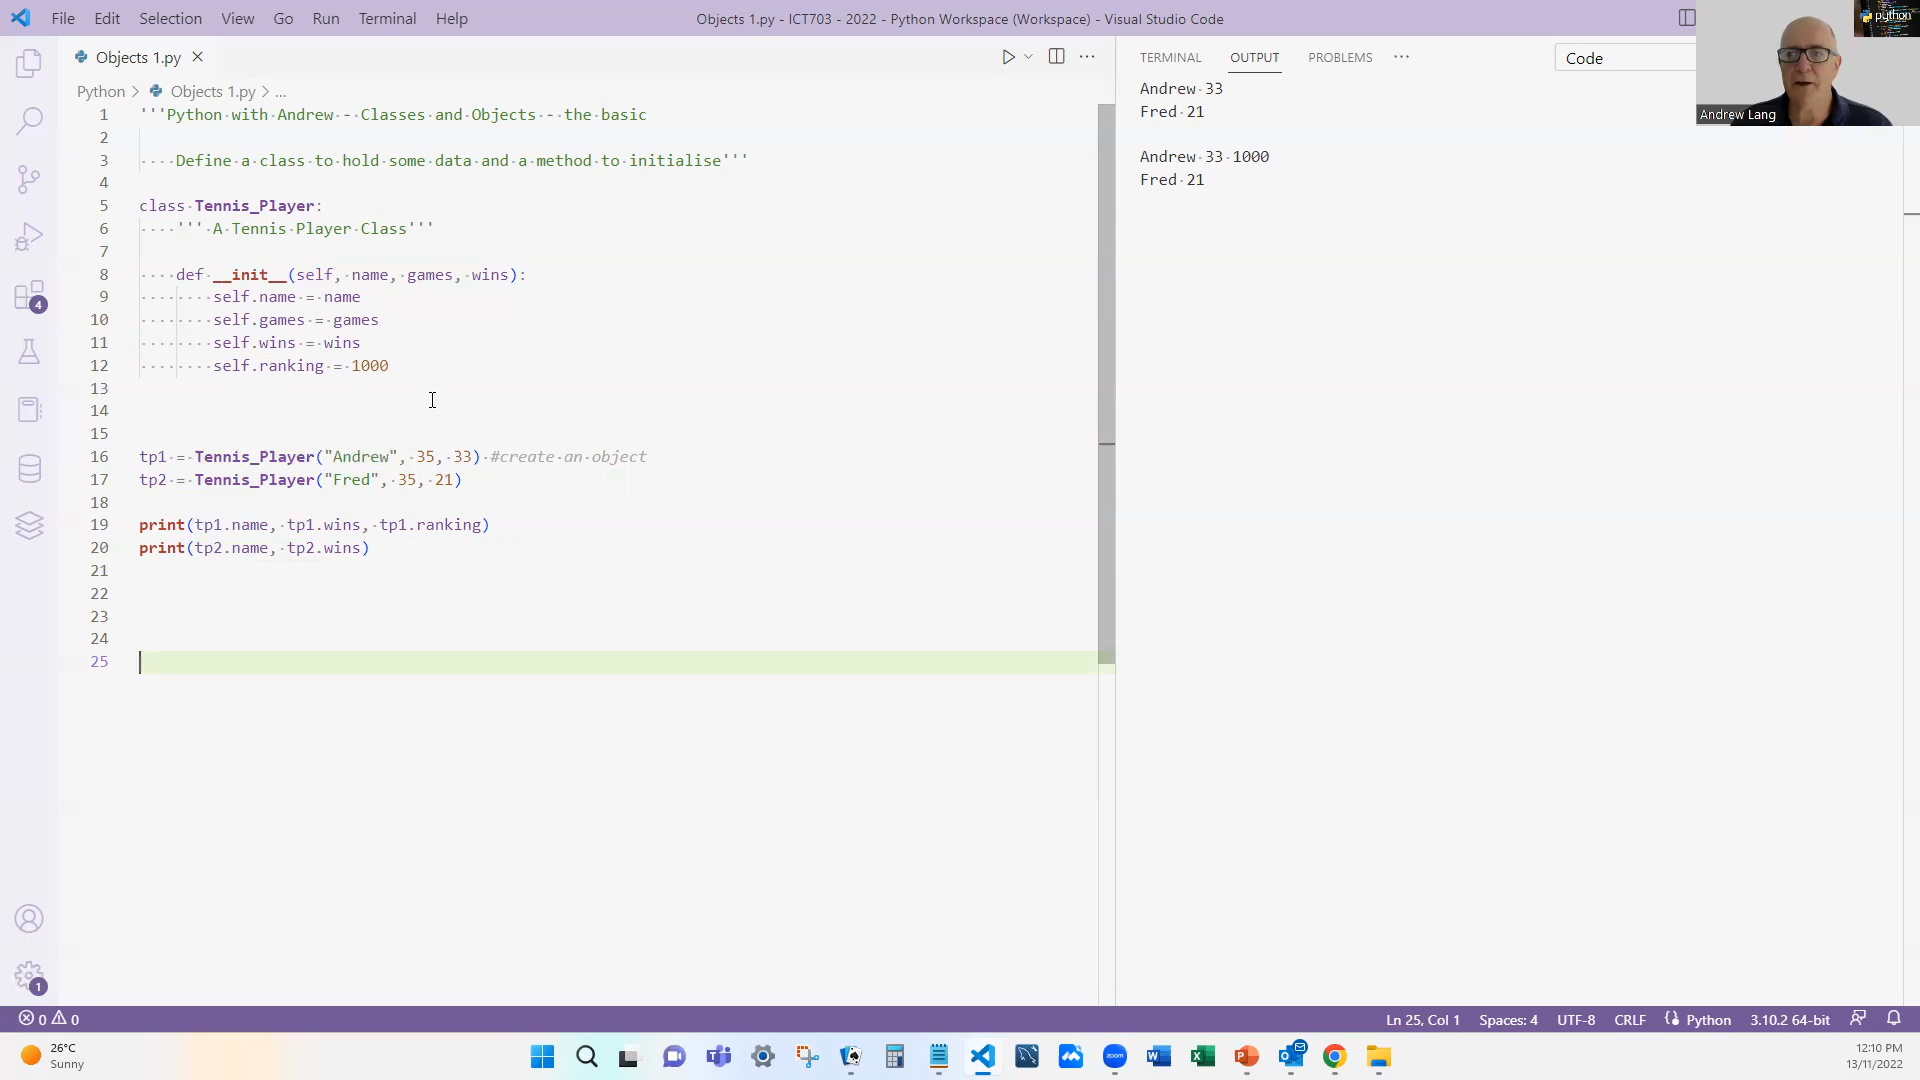 File Edit Selection View Go Run Terminal Help
Objects 1.py - ICT703 - 2022 - Python Workspace (Workspace) - Visual Studio Code
python
Objects 1.py
TERMINAL OUTPUT PROBLEMS ···
Code
Python > Objects 1.py > ...
1 '''Python with Andrew - Classes and Objects - the basic
2
3 Define a class to hold some data and a method to initialise'''
4
5 class Tennis_Player:
6 ''' A Tennis Player Class'''
7
8 def __init__(self, name, games, wins):
9 self.name = name
10 self.games = games
11 self.wins = wins
12 self.ranking = 1000
13
14
15
16 tp1 = Tennis_Player("Andrew", 35, 33) #create an object
17 tp2 = Tennis_Player("Fred", 35, 21)
18
19 print(tp1.name, tp1.wins, tp1.ranking)
20 print(tp2.name, tp2.wins)
21
22
23
24
25
Andrew 33
Fred 21
Andrew 33 1000
Fred 21
Andrew Lang
4
1
0 0
Ln 25, Col 1 Spaces: 4 UTF-8 CRLF Python 3.10.2 64-bit
26°C
Sunny
zoom
12:10 PM
13/11/2022